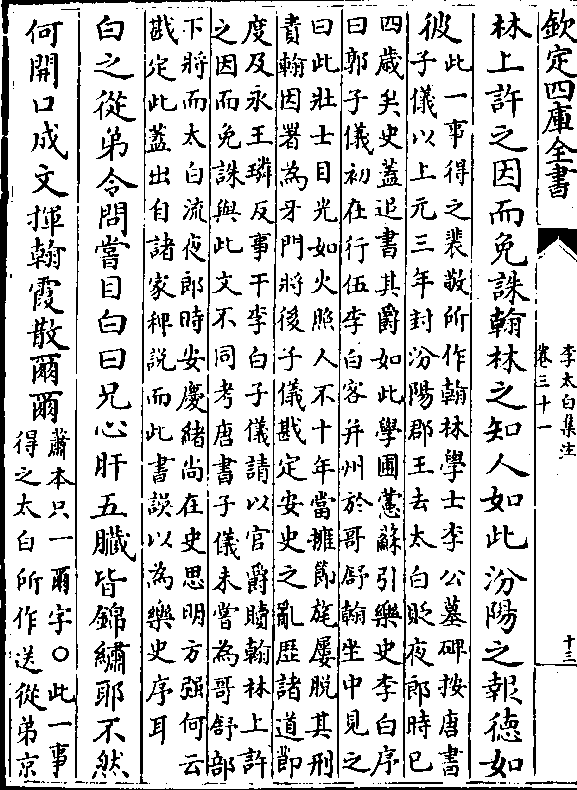 欽定四庫全書
李太白集注
卷三十一
十三
林上許之因而免誅翰林之知人如此汾陽之報德如
彼此一事得之裴敬所作翰林學士李公墓碑按唐書
子儀以上元三年封汾陽郡王去太白貶夜郎時已
四歲矣史蓋追書其爵如此學圃蕙蘇引樂史李白序
曰郭子儀初在行伍李白客并州於哥舒翰坐中見之
曰此壯士目光如火照人不十年當擁節旄屢脫其刑
責翰因署為牙門將後子儀戡定安史之亂歷諸道節
度及永王璘反事干李白子儀請以官爵贖翰林上許
之因而免誅與此文不同考唐書子儀未嘗為哥舒部
下將而太白流夜郎時安慶緒尚在史思明方强何云
戡定此蓋出自諸家稗説而此書誤以為樂史序耳
白之從弟令問嘗目白曰兄心肝五臟皆錦繡耶不然
何開口成文揮翰霞散爾爾
蕭本只一爾字○此一事
得之太白所作送從弟京